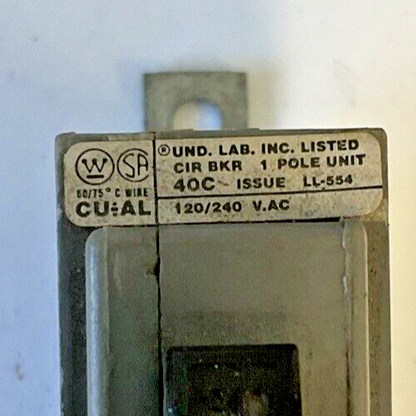 W SA
60/75° C WIRE
CU-AL
® UND. LAB. INC. LISTED
CIR BKR 1 POLE UNIT
40C ISSUE LL-554
120/240 V.AC